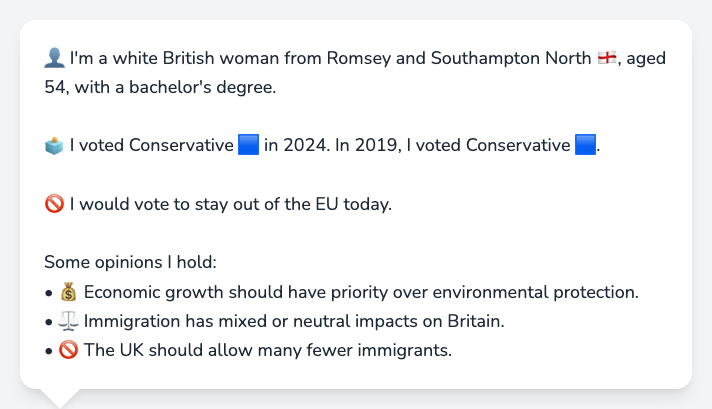 👤 I'm a white British woman from Romsey and Southampton North 🏴󠁧󠁢󠁥󠁮󠁧󠁿, aged
54, with a bachelor's degree.
🗳️ I voted Conservative 🟦 in 2024. In 2019, I voted Conservative 🟦.
🚫 I would vote to stay out of the EU today.
Some opinions I hold:
• 💰 Economic growth should have priority over environmental protection.
• ⚖️ Immigration has mixed or neutral impacts on Britain.
• 🚫 The UK should allow many fewer immigrants.